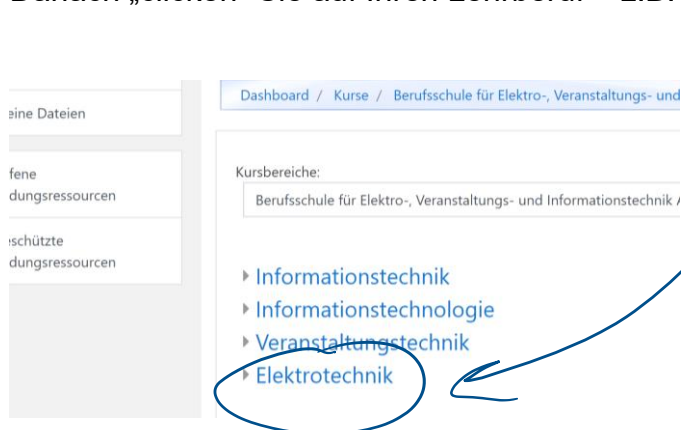 Dashboard / Kurse / Berufsschule für Elektro-, Veranstaltungs- und
eine Dateien
fene
dungsressourcen
Kursbereiche:
Berufsschule für Elektro-, Veranstaltungs- und Informationstechnik
schützte
dungsressourcen
Informationstechnik
Informationstechnologie
Veranstaltungstechnik
Elektrotechnik